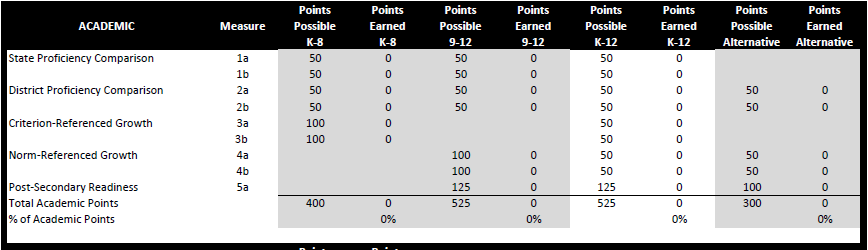 Points Points Points Points Points Points Points Points
ACADEMIC Measure Possible Earned Possible Earned Possible Earned Possible Earned
K-8 K-8 9-12 9-12 K-12 K-12 Alternative Alternative
State Proficiency Comparison 1a 50 0 50 0 50 0
1b 50 0 50 0 50 0
District Proficiency Comparison 2a 50 0 50 0 50 0 50 0
2b 50 0 50 0 50 0 50 0
Criterion-Referenced Growth 3a 100 0 50 0
3b 100 0 50 0
Norm-Referenced Growth 4a 100 0 50 0 50 0
4b 100 0 50 0 50 0
Post-Secondary Readiness 5a 125 0 125 0 100 0
Total Academic Points 400 0 525 0 525 0 300 0
% of Academic Points 0% 0% 0% 0%